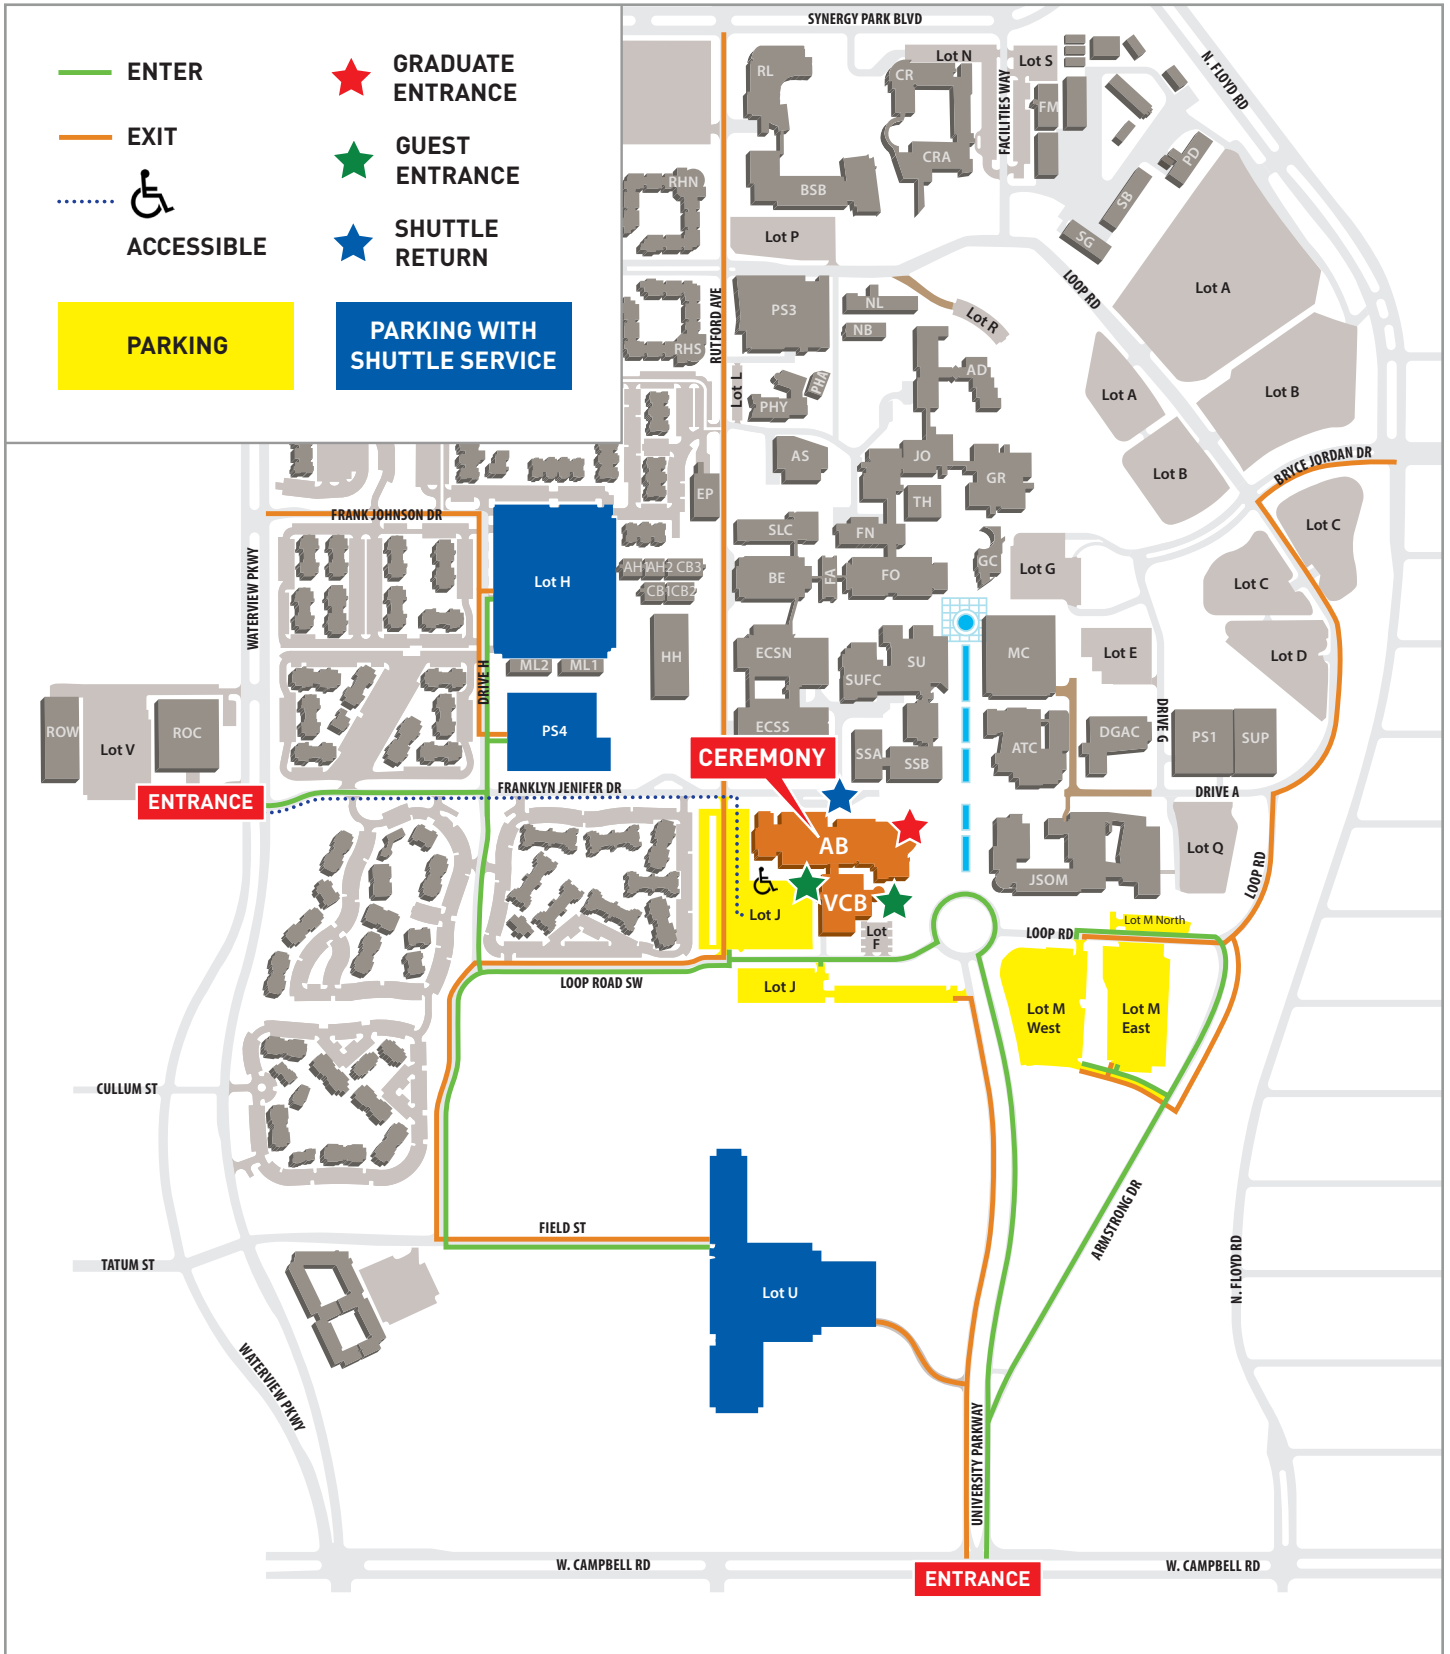 SYNERGY PARK BLVD
ENTER
EXIT
ACCESSIBLE
GRADUATE
ENTRANCE
GUEST
ENTRANCE
SHUTTLE
RETURN
PARKING
PARKING WITH
SHUTTLE SERVICE
RL
CR
Lot N
Lot S
N. FLOYD RD
FACILITIES WAY
FM
CRA
PD
BSB
RHN
SB
SG
Lot P
LOOP RD
Lot A
RUTFORD AVE
PS3
NL
NB
Lot R
RHS
Lot L
PHA
PHY
AD
Lot A
Lot B
AS
JO
GR
TH
Lot B
BRYCE JORDAN DR
EP
FRANK JOHNSON DR
SLC
FN
Lot C
WATERVIEW PKWY
Lot H
AH1
AH2
CB3
CB1
CB2
BE
FA
FO
GC
Lot G
Lot C
HH
ECSN
SU
SUFC
MC
Lot E
Lot D
ML2
ML1
DRIVE H
ROW
Lot V
ROC
PS4
ECSS
SSA
SSB
ATC
DGAC
DRIVE G
PS1
SUP
CEREMONY
FRANKLYN JENIFER DR
ENTRANCE
DRIVE A
AB
Lot Q
JSOM
LOOP RD
VCB
Lot J
Lot
F
Lot M North
LOOP RD
LOOP ROAD SW
Lot J
Lot M
West
Lot M
East
CULLUM ST
ARMSTRONG DR
FIELD ST
TATUM ST
N. FLOYD RD
Lot U
WATERVIEW PKWY
UNIVERSITY PARKWAY
W. CAMPBELL RD
ENTRANCE
W. CAMPBELL RD